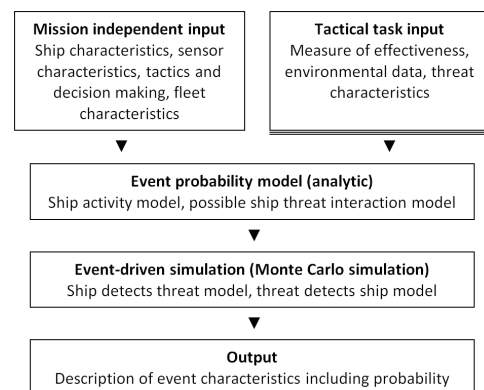 Mission independent input
Ship characteristics, sensor
characteristics, tactics and
decision making, fleet
characteristics
Tactical task input
Measure of effectiveness,
environmental data, threat
characteristics
Event probability model (analytic)
Ship activity model, possible ship threat interaction model
Event-driven simulation (Monte Carlo simulation)
Ship detects threat model, threat detects ship model
Output
Description of event characteristics including probability